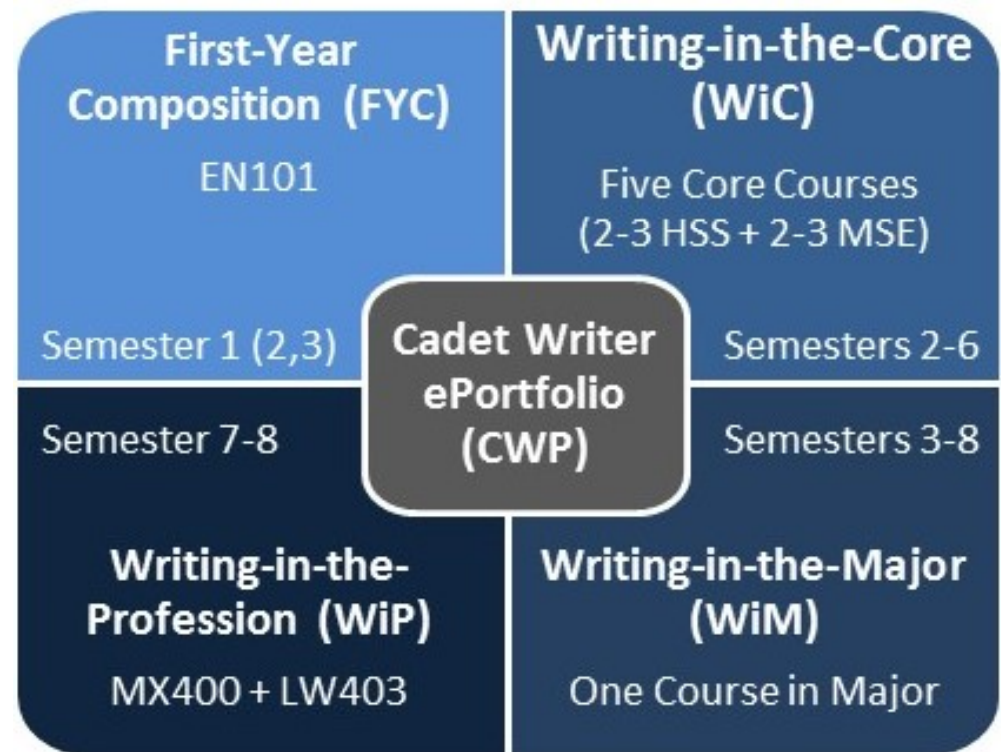 First-Year
Composition (FYC)
EN101
Semester 1 (2,3)
Writing-in-the-Core
(WiC)
Five Core Courses
(2-3 HSS + 2-3 MSE)
Semesters 2-6
Cadet Writer
ePortfolio
(CWP)
Semester 7-8
Writing-in-the-
Profession (WiP)
MX400 + LW403
Semesters 3-8
Writing-in-the-Major
(WiM)
One Course in Major